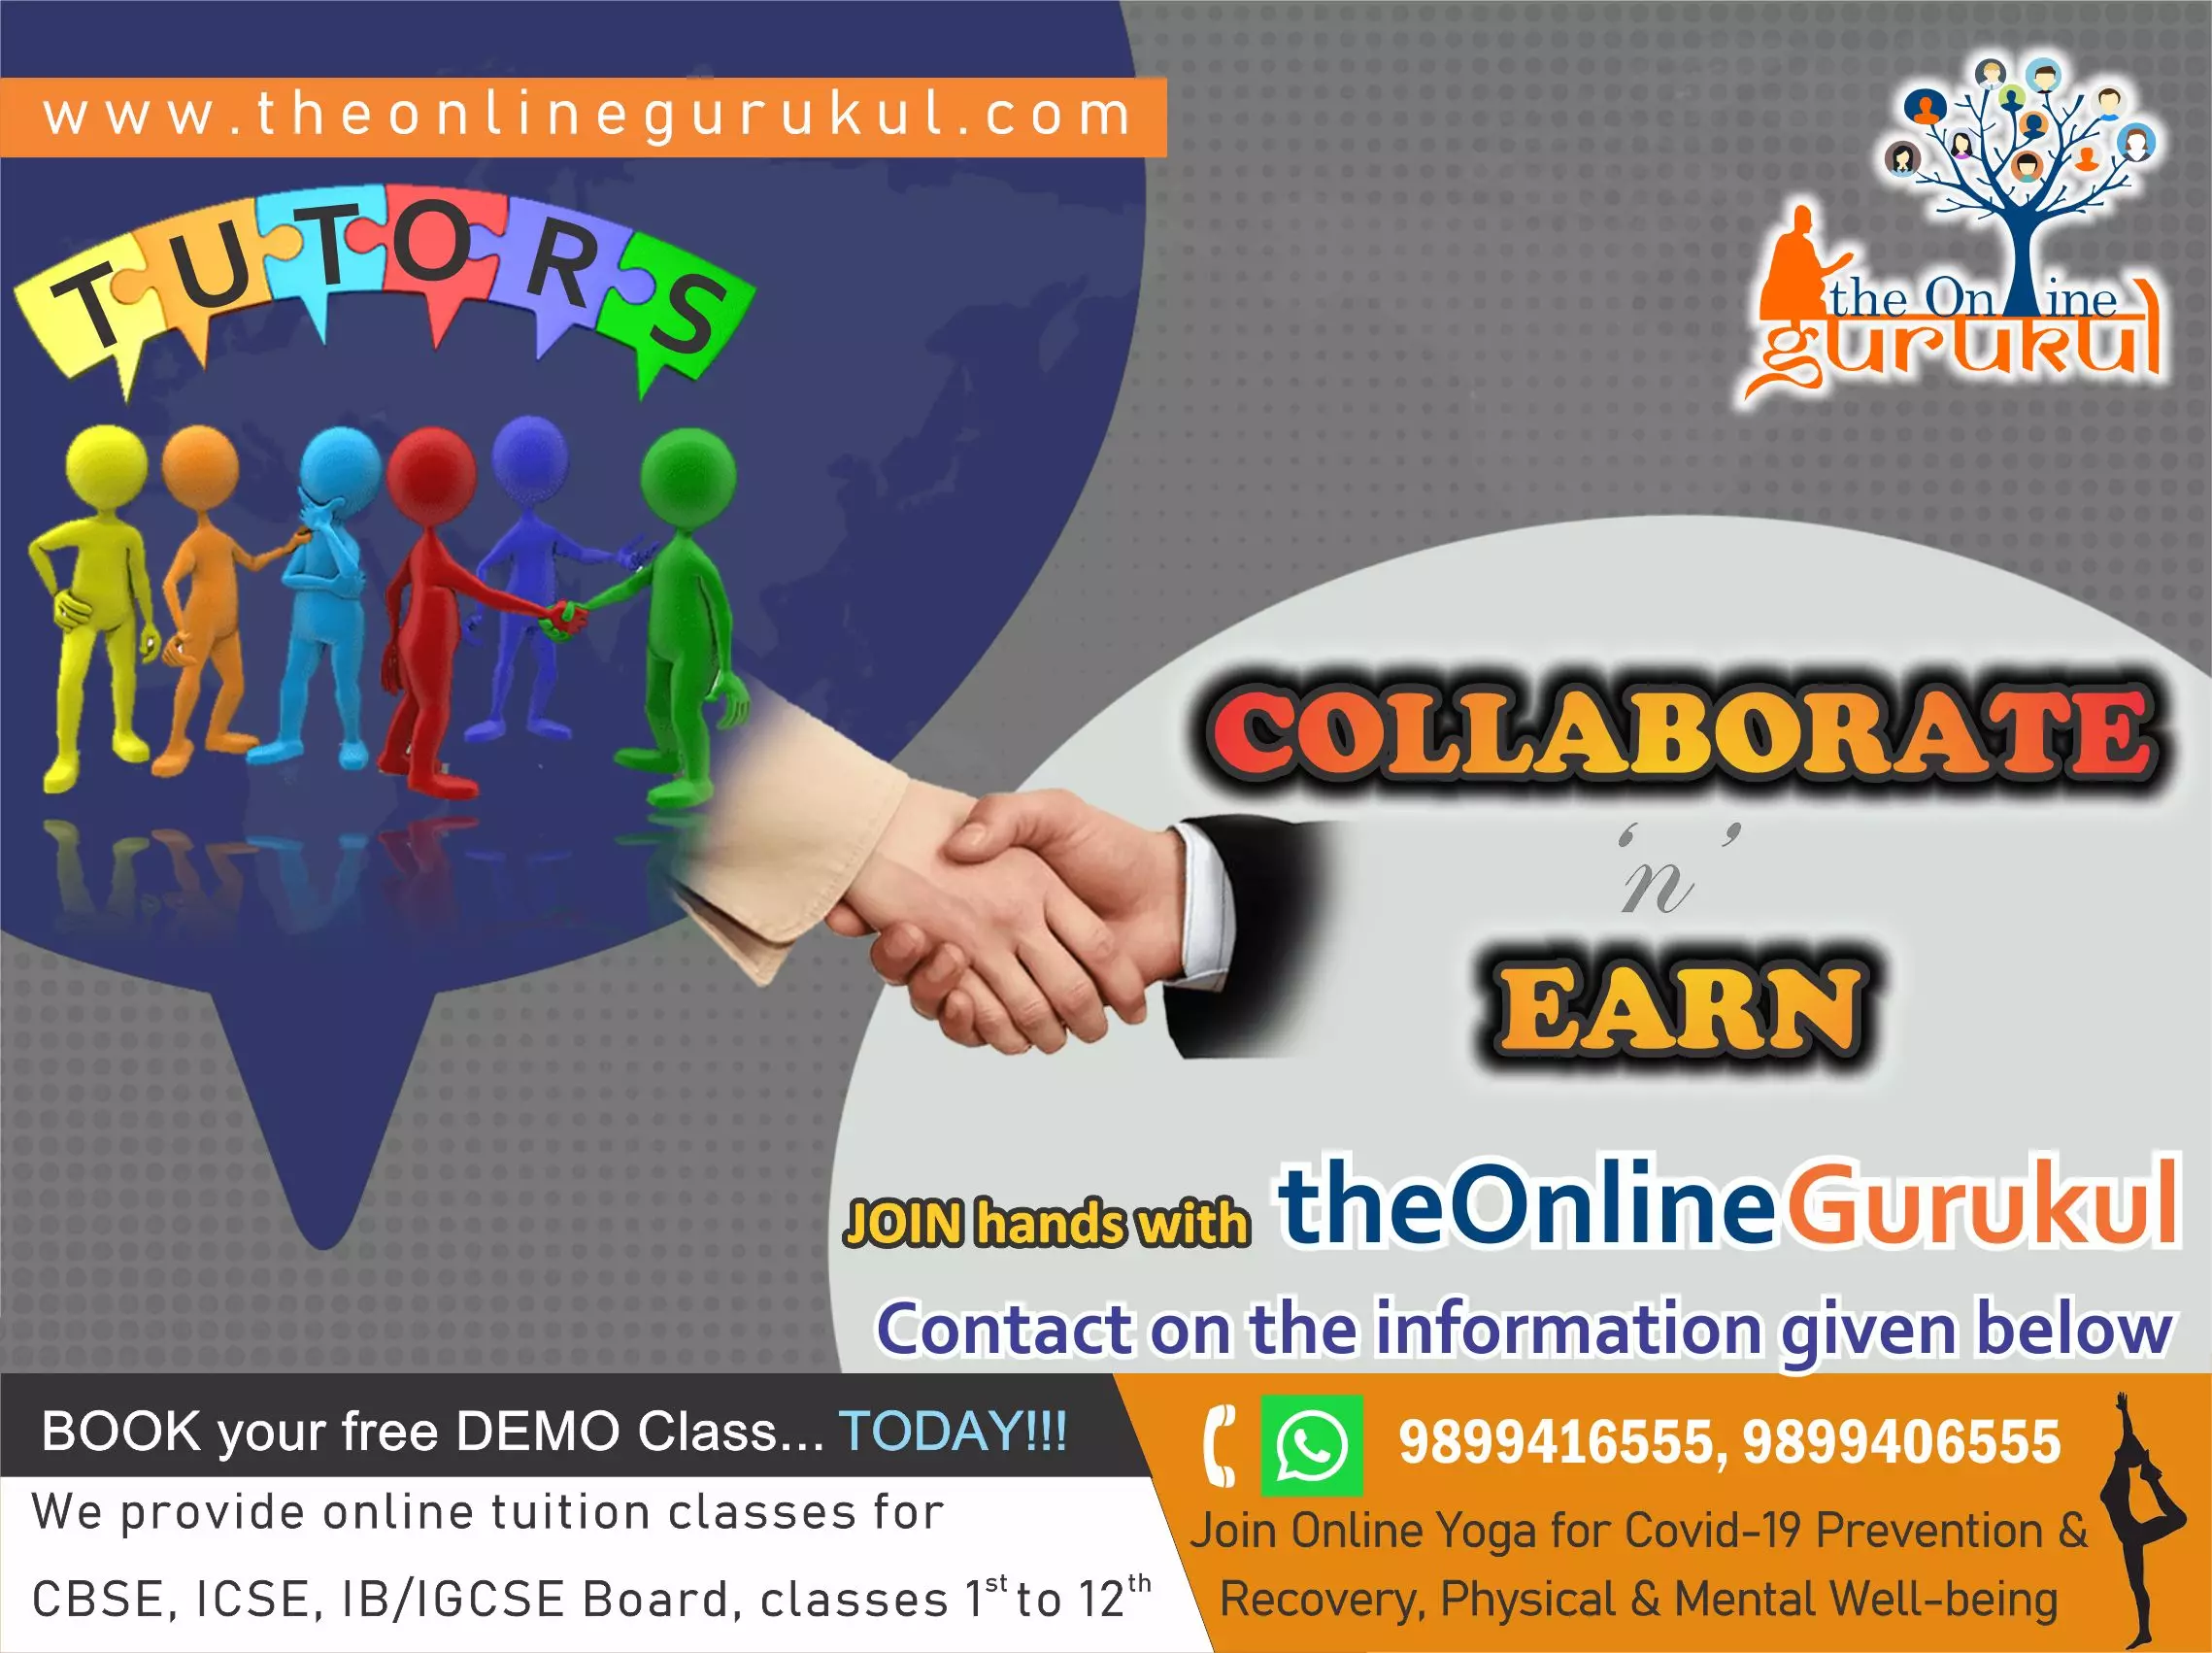 www.theonlinegurukul.com
TUTORS
the Online
gurukul
COLLABORATE
‘n’
EARN
JOIN hands with theOnlineGurukul
Contact on the information given below
BOOK your free DEMO Class... TODAY!!!
We provide online tuition classes for
CBSE, ICSE, IB/IGCSE Board, classes 1st to 12th
9899416555, 9899406555
Join Online Yoga for Covid-19 Prevention &
Recovery, Physical & Mental Well-being